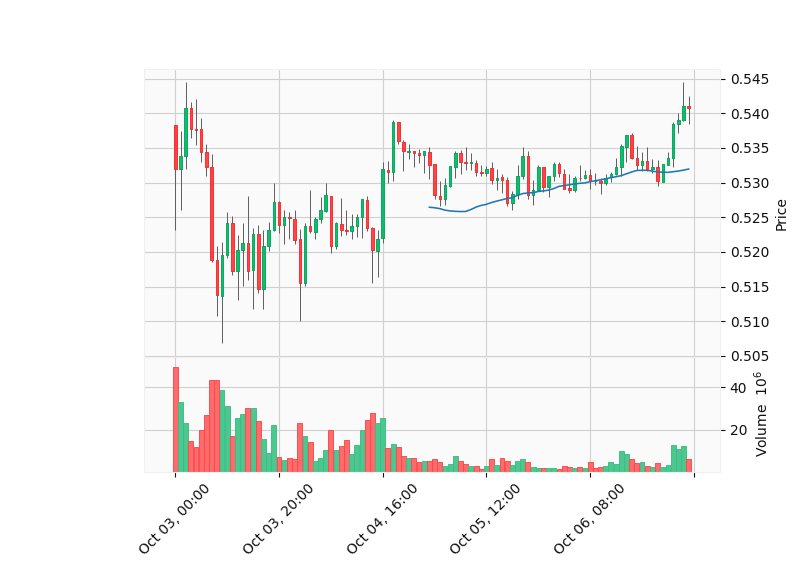 0.545
0.540
0.535
0.530
0.525
0.520
0.515
0.510
0.505
Price
40
20
Volume 10^6
Oct 03, 00:00
Oct 03, 20:00
Oct 04, 16:00
Oct 05, 12:00
Oct 06, 08:00